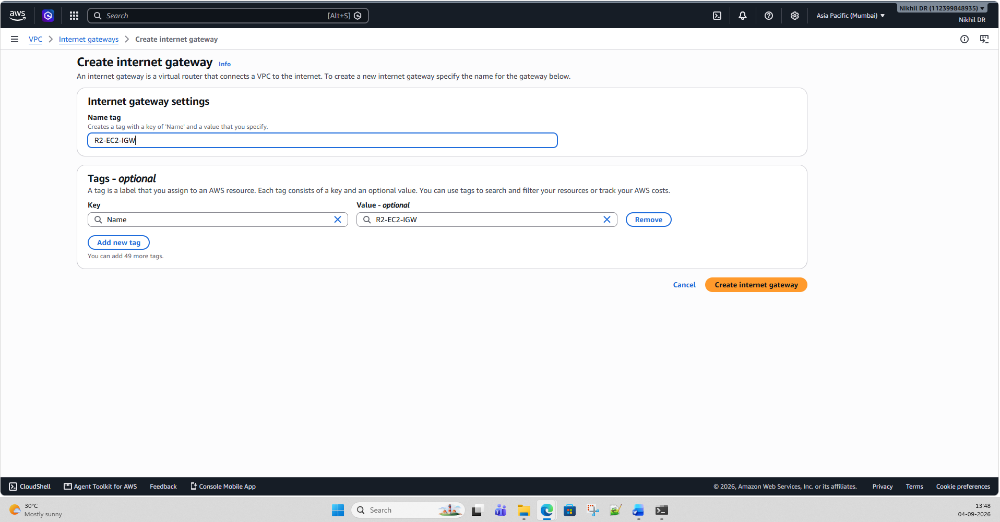 aws
Search [Alt+S]
Asia Pacific (Mumbai) ▼
Nikhil DR (112399848935) ▼
Nikhil DR
VPC > Internet gateways > Create internet gateway
Create internet gateway Info
An internet gateway is a virtual router that connects a VPC to the internet. To create a new internet gateway specify the name for the gateway below.
Internet gateway settings
Name tag
Creates a tag with a key of 'Name' and a value that you specify.
R2-EC2-IGW
Tags - optional
A tag is a label that you assign to an AWS resource. Each tag consists of a key and an optional value. You can use tags to search and filter your resources or track your AWS costs.
Key Value - optional
Name R2-EC2-IGW Remove
Add new tag
You can add 49 more tags.
Cancel Create internet gateway
CloudShell Agent Toolkit for AWS Feedback Console Mobile App © 2026, Amazon Web Services, Inc. or its affiliates. Privacy Terms Cookie preferences
30°C
Mostly sunny
Search
13:48
04-09-2026